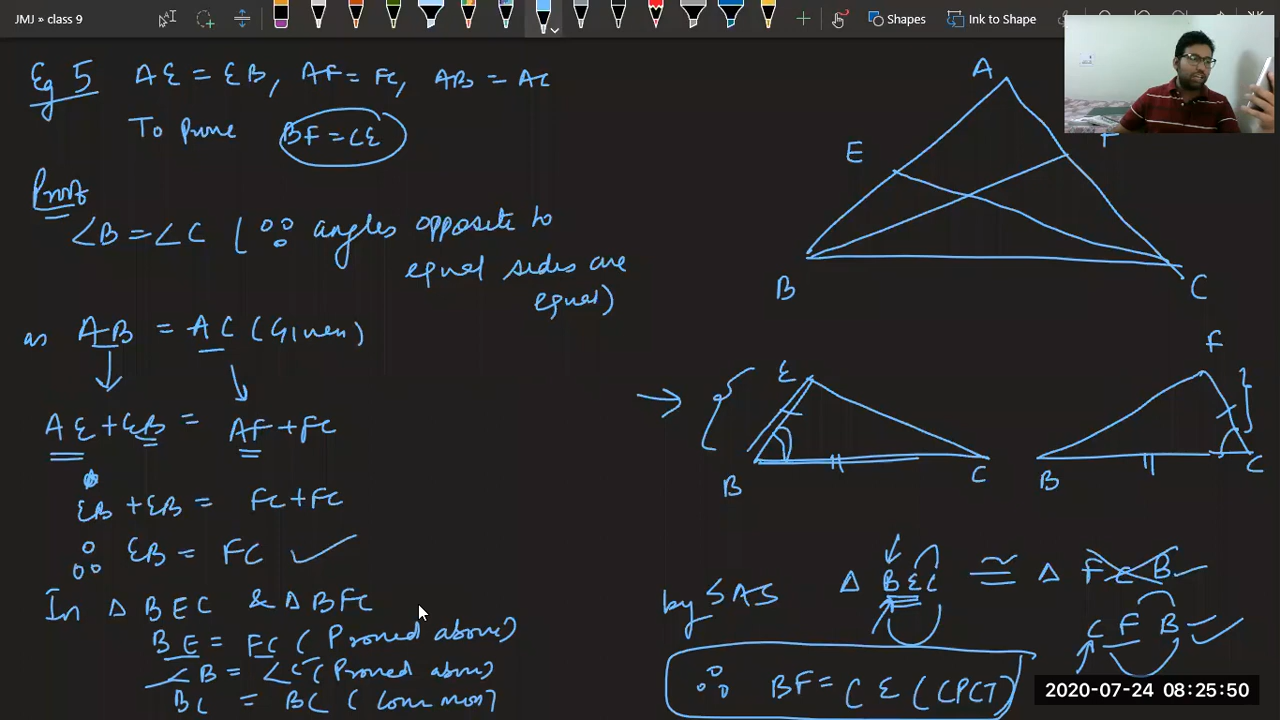 JMJ » class 9
Shapes
Ink to Shape
Eg 5 AE = EB, AF = FC, AB = AC
To Prove BF = CE
Proof
∠B = ∠C (∵ angles opposite to
equal sides are
equal)
as AB = AC (Given)
AE + EB = AF + FC
EB + EB = FC + FC
∴ EB = FC ✓
In △ BEC & △ BFC
BE = FC (Proved above)
∠B = ∠C (Proved above)
BC = BC (Common)
A
E
F
B
C
E
B
C
F
B
C
by SAS △ BEC ≅ △
CFB
∴ BF = CE (CPCT)
2020-07-24 08:25:50